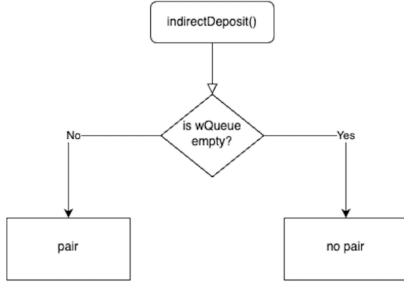 indirectDeposit()
is wQueue
empty?
No
Yes
pair
no pair